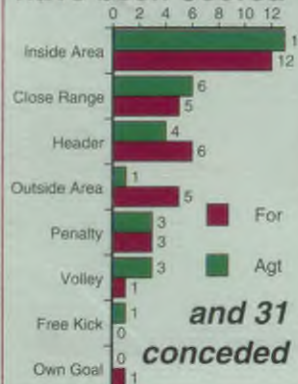 0 2 4 6 8 10 12
Inside Area
12
Close Range 6
5
Header 4
6
Outside Area 1
5
Penalty 3
3
For
Volley 3
1
Agt
Free Kick 1
0
and 31
Own Goal 0
1
conceded